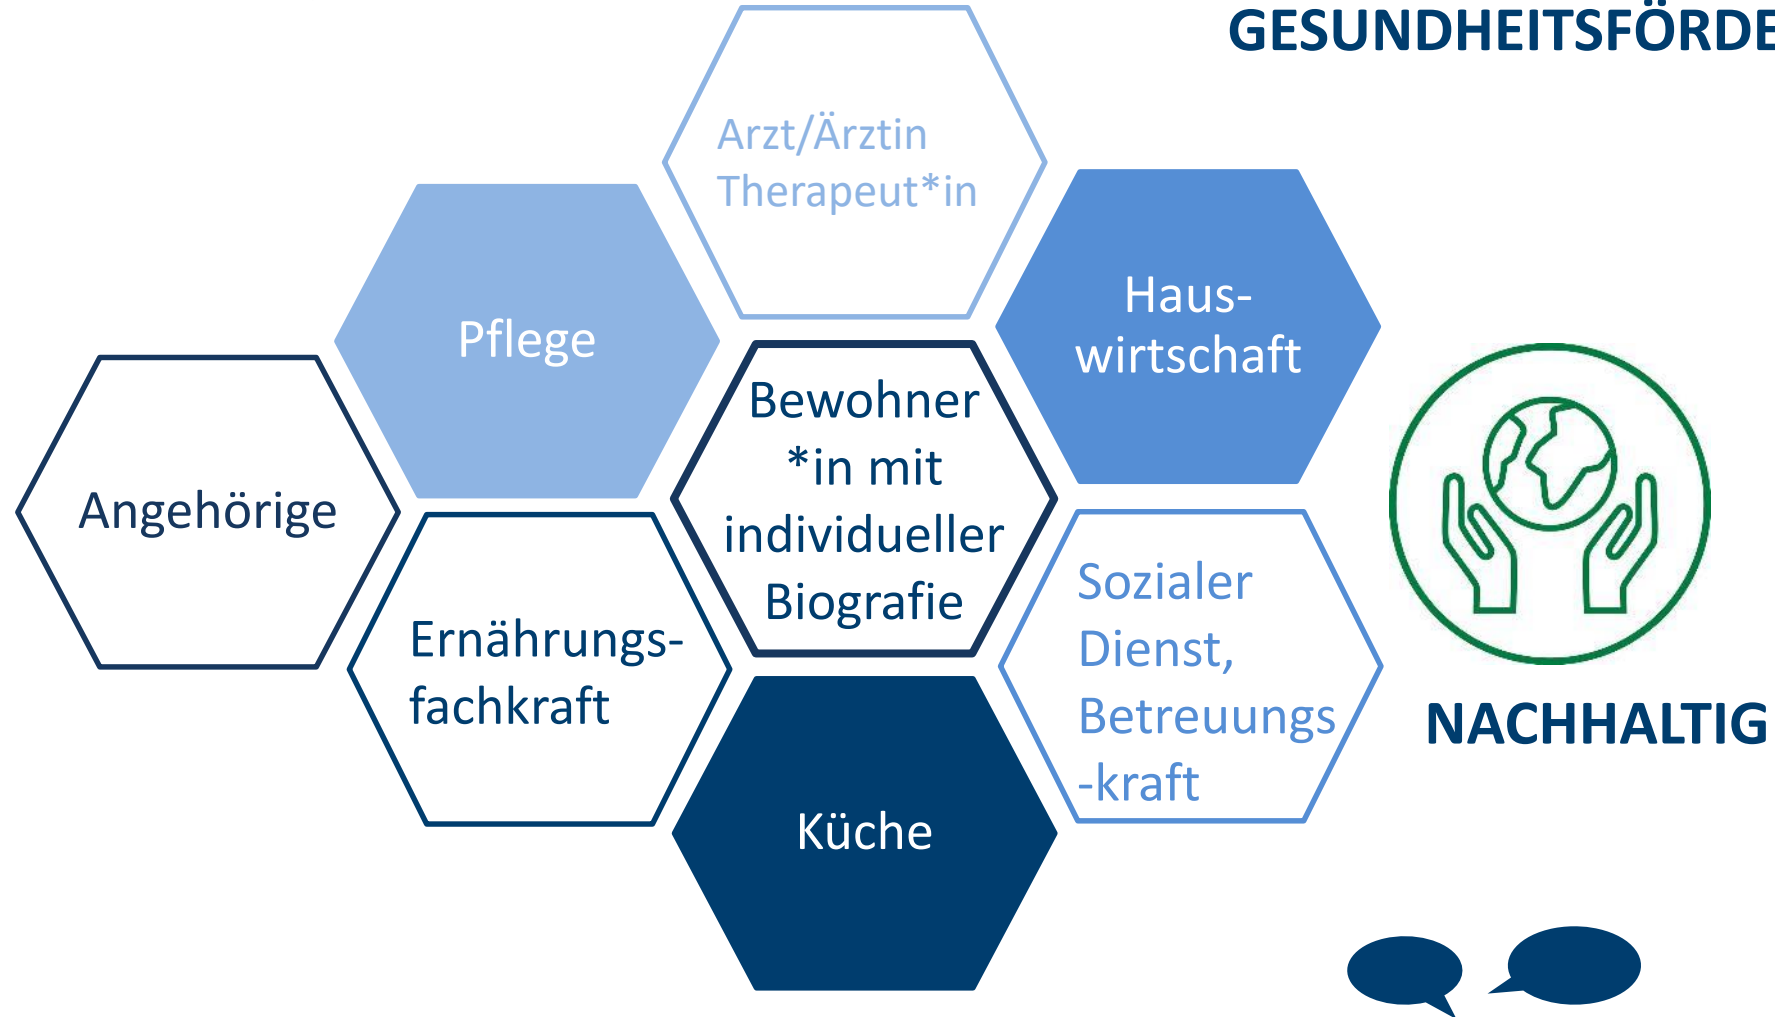 GESUNDHEITSFÖRDE
Arzt/Ärztin
Therapeut*in
Pflege
Haus-
wirtschaft
Angehörige
Bewohner
*in mit
individueller
Biografie
Ernährungs-
fachkraft
Sozialer
Dienst,
Betreuungs
-kraft
NACHHALTIG
Küche